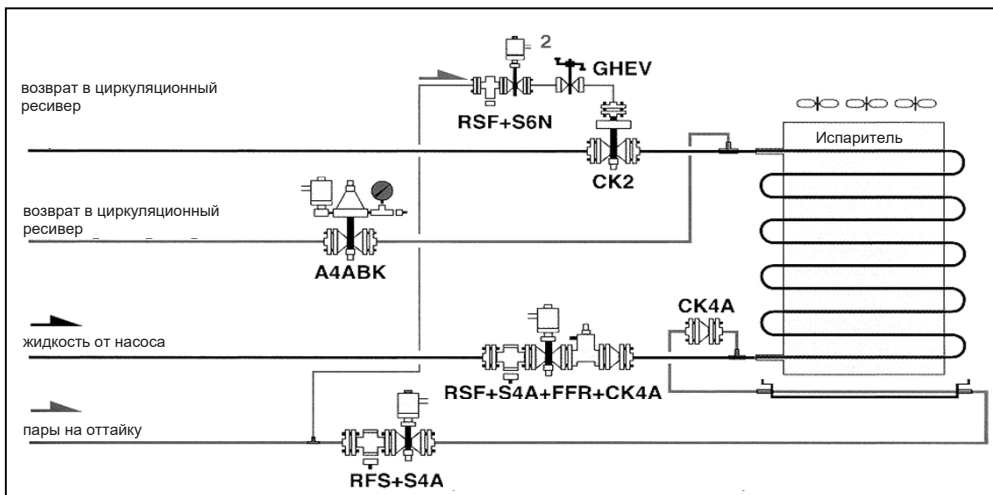 2
GHEV
возврат в циркуляционный
ресивер
RSF+S6N
Испаритель
CK2
возврат в циркуляционный
ресивер
A4ABK
CK4A
жидкость от насоса
RSF+S4A+FFR+CK4A
пары на оттайку
RFS+S4A